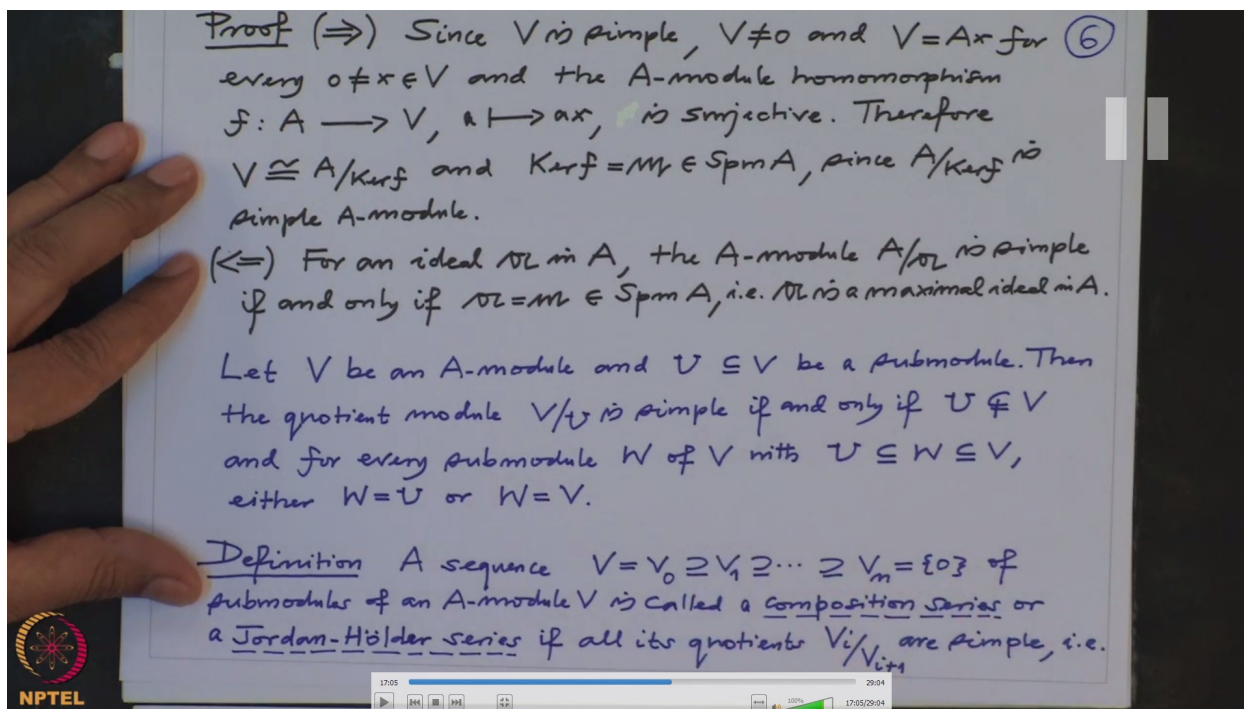 Proof (⇒) Since V is simple, V≠0 and V=Ax for ⑥
every 0≠x∈V and the A-module homomorphism
f: A ⟶ V, a ⟼ ax, is surjective. Therefore
V ≅ A/Kerf and Kerf = 𝔪 ∈ Spm A, since A/Kerf is
simple A-module.
(⇐) For an ideal 𝔞 in A, the A-module A/𝔞 is simple
if and only if 𝔞 = 𝔪 ∈ Spm A, i.e. 𝔞 is a maximal ideal in A.
Let V be an A-module and U ⊆ V be a submodule. Then
the quotient module V/U is simple if and only if U ⊊ V
and for every submodule W of V with U ⊆ W ⊆ V,
either W=U or W=V.
Definition A sequence V=V₀ ⊇ V₁ ⊇ ··· ⊇ Vₙ={0} of
submodules of an A-module V is called a composition series or
a Jordan-Hölder series if all its quotients Vᵢ/Vᵢ₊₁ are simple, i.e.
NPTEL
17:05 29:04
100% 17:05/29:04